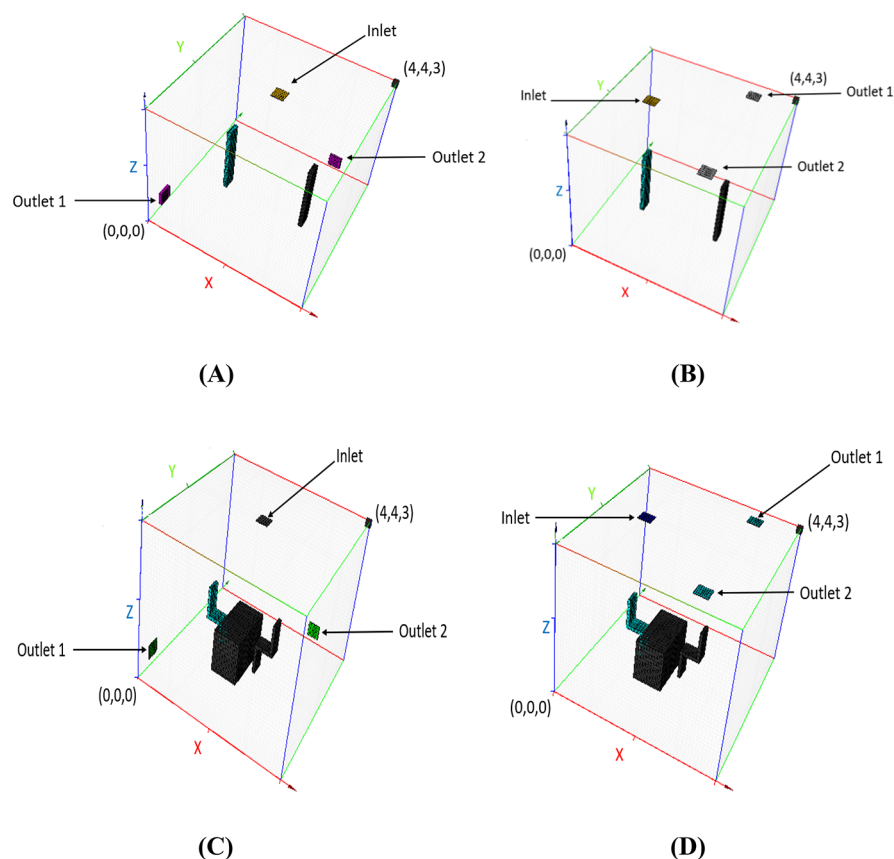 Inlet
Y
(4,4,3)
Z
Outlet 2
Outlet 1
(0,0,0)
X
(A)
(4,4,3)
Outlet 1
Y
Inlet
Outlet 2
Z
(0,0,0)
X
(B)
Inlet
Y
(4,4,3)
Z
Outlet 2
Outlet 1
(0,0,0)
X
(C)
Outlet 1
Y
Inlet
(4,4,3)
Outlet 2
Z
(0,0,0)
X
(D)